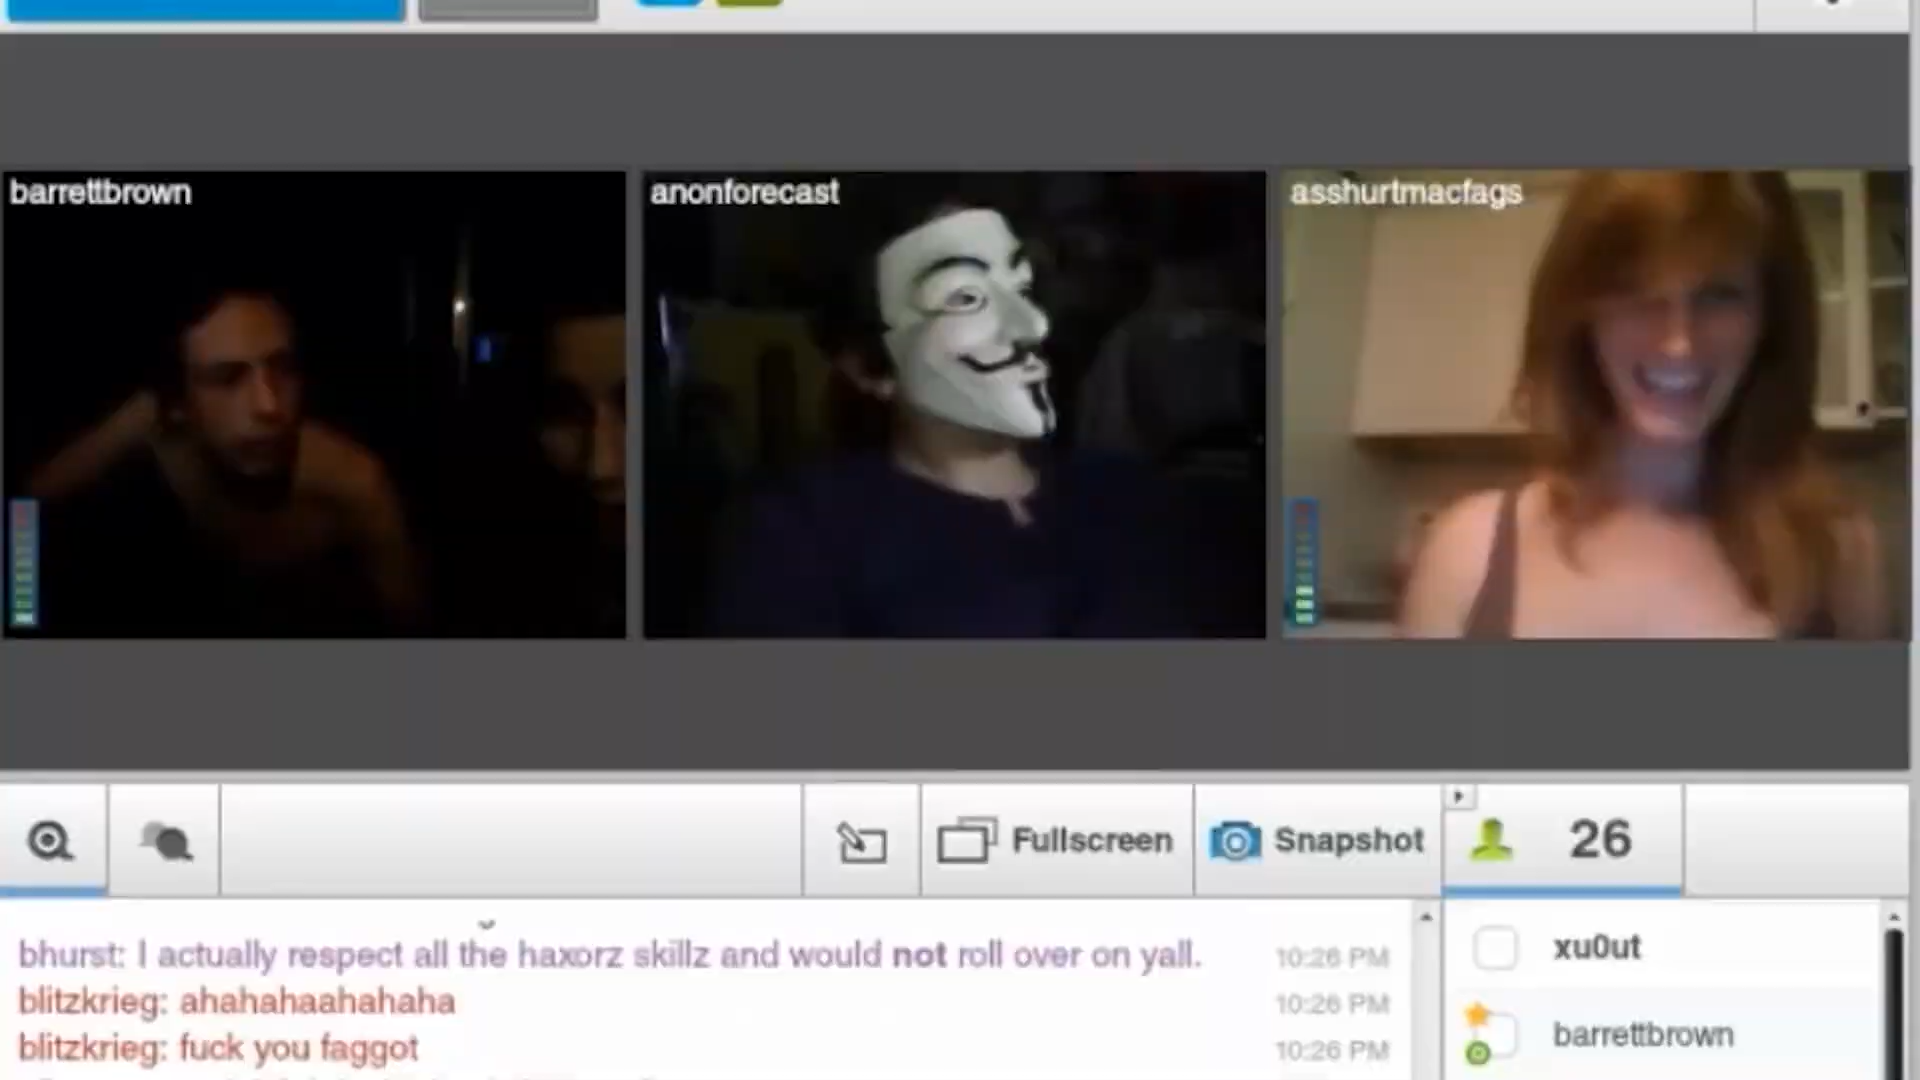 barrettbrown
anonforecast
asshurtmacfags
Fullscreen
Snapshot
26
bhurst: I actually respect all the haxorz skillz and would not roll over on yall. 10:26 PM
blitzkrieg: ahahahaahahaha 10:26 PM
blitzkrieg: fuck you faggot 10:26 PM
xu0ut
barrettbrown